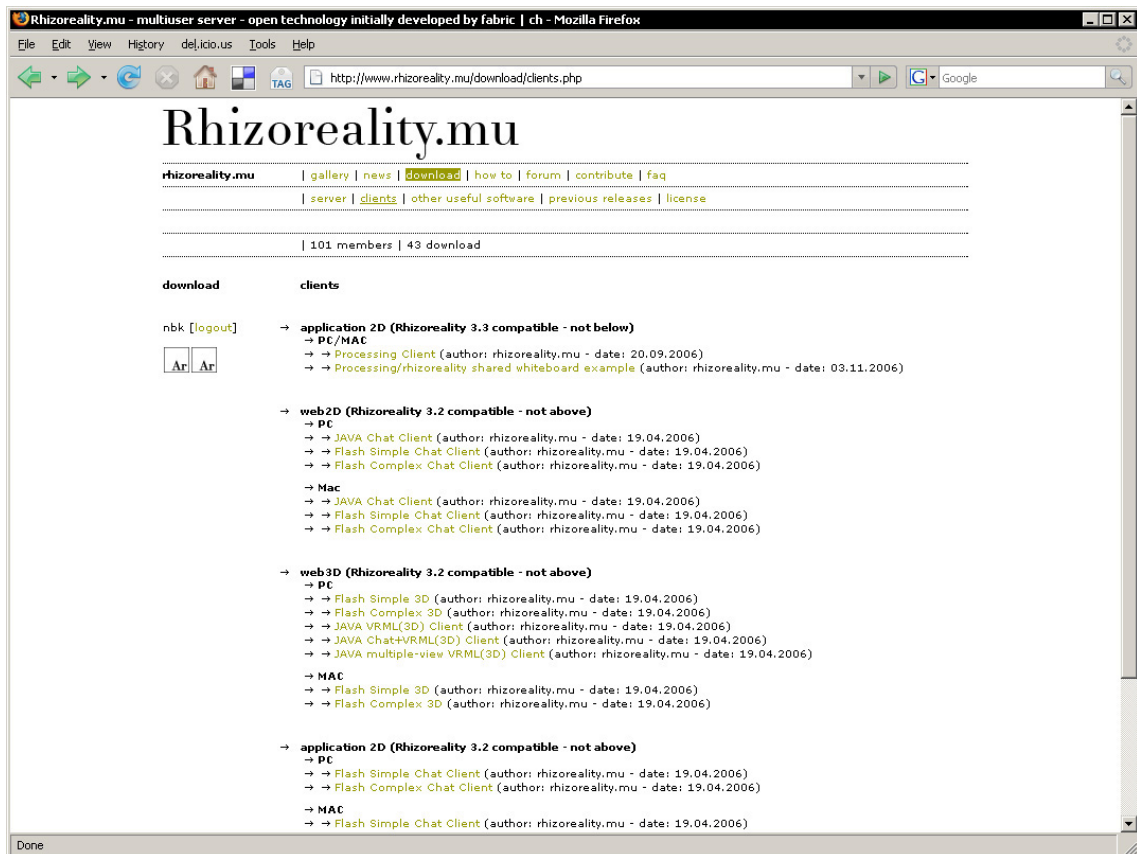 Rhizoreality.mu - multiuser server - open technology initially developed by fabric | ch - Mozilla Firefox
File Edit View History del.icio.us Tools Help
TAG http://www.rhizoreality.mu/download/clients.php G Google
Rhizoreality.mu
rhizoreality.mu | gallery | news | download | how to | forum | contribute | faq
| server | clients | other useful software | previous releases | license
| 101 members | 43 download
download clients
nbk [logout] → application 2D (Rhizoreality 3.3 compatible - not below)
→ PC/MAC
Ar Ar → → Processing Client (author: rhizoreality.mu - date: 20.09.2006)
→ → Processing/rhizoreality shared whiteboard example (author: rhizoreality.mu - date: 03.11.2006)
→ web2D (Rhizoreality 3.2 compatible - not above)
→ PC
→ → JAVA Chat Client (author: rhizoreality.mu - date: 19.04.2006)
→ → Flash Simple Chat Client (author: rhizoreality.mu - date: 19.04.2006)
→ → Flash Complex Chat Client (author: rhizoreality.mu - date: 19.04.2006)
→ Mac
→ → JAVA Chat Client (author: rhizoreality.mu - date: 19.04.2006)
→ → Flash Simple Chat Client (author: rhizoreality.mu - date: 19.04.2006)
→ → Flash Complex Chat Client (author: rhizoreality.mu - date: 19.04.2006)
→ web3D (Rhizoreality 3.2 compatible - not above)
→ PC
→ → Flash Simple 3D (author: rhizoreality.mu - date: 19.04.2006)
→ → Flash Complex 3D (author: rhizoreality.mu - date: 19.04.2006)
→ → JAVA VRML(3D) Client (author: rhizoreality.mu - date: 19.04.2006)
→ → JAVA Chat+VRML(3D) Client (author: rhizoreality.mu - date: 19.04.2006)
→ → JAVA multiple-view VRML(3D) Client (author: rhizoreality.mu - date: 19.04.2006)
→ MAC
→ → Flash Simple 3D (author: rhizoreality.mu - date: 19.04.2006)
→ → Flash Complex 3D (author: rhizoreality.mu - date: 19.04.2006)
→ application 2D (Rhizoreality 3.2 compatible - not above)
→ PC
→ → Flash Simple Chat Client (author: rhizoreality.mu - date: 19.04.2006)
→ → Flash Complex Chat Client (author: rhizoreality.mu - date: 19.04.2006)
→ MAC
→ → Flash Simple Chat Client (author: rhizoreality.mu - date: 19.04.2006)
Done